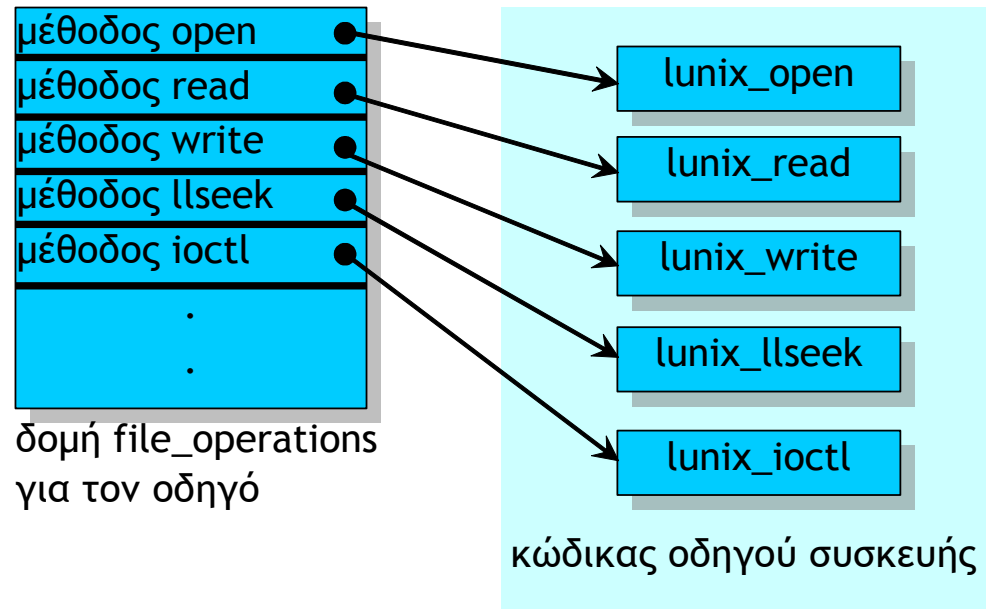 μέθοδος open
μέθοδος read
μέθοδος write
μέθοδος llseek
μέθοδος ioctl
.
.
δομή file_operations
για τον οδηγό
lunix_open
lunix_read
lunix_write
lunix_llseek
lunix_ioctl
κώδικας οδηγού συσκευής